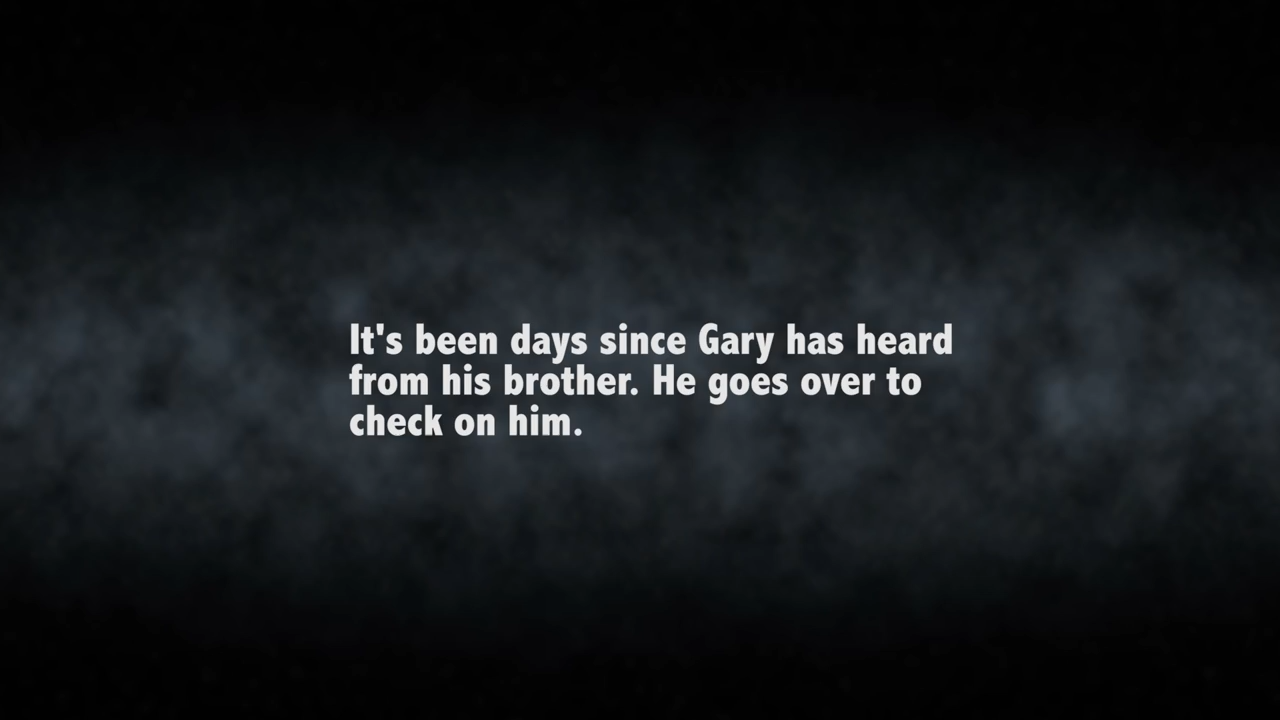 It's been days since Gary has heard
from his brother. He goes over to
check on him.